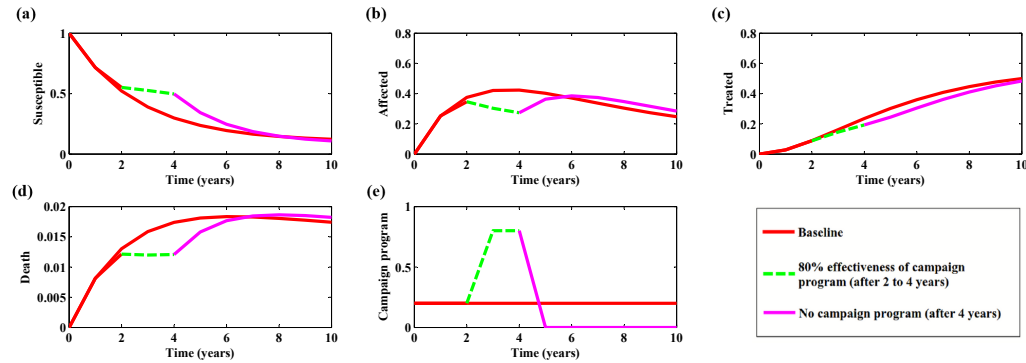 (a)
1
0.5
0
Susceptible
0 2 4 6 8 10
Time (years)
(b)
0.8
0.6
0.4
0.2
0
Affected
0 2 4 6 8 10
Time (years)
(c)
0.8
0.6
0.4
0.2
0
Treated
0 2 4 6 8 10
Time (years)
(d)
0.02
0.015
0.01
0.005
0
Death
0 2 4 6 8 10
Time (years)
(e)
1
0.5
0
Campaign program
0 2 4 6 8 10
Time (years)
Baseline
80% effectiveness of campaign
program (after 2 to 4 years)
No campaign program (after 4 years)